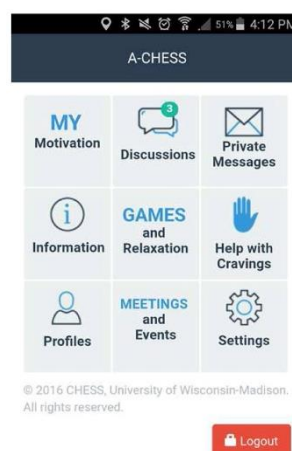 51% 4:12 PM
A-CHESS
MY
Motivation
3
Discussions
Private
Messages
Information
GAMES
and
Relaxation
Help with
Cravings
Profiles
MEETINGS
and
Events
Settings
© 2016 CHESS, University of Wisconsin-Madison.
All rights reserved.
Logout